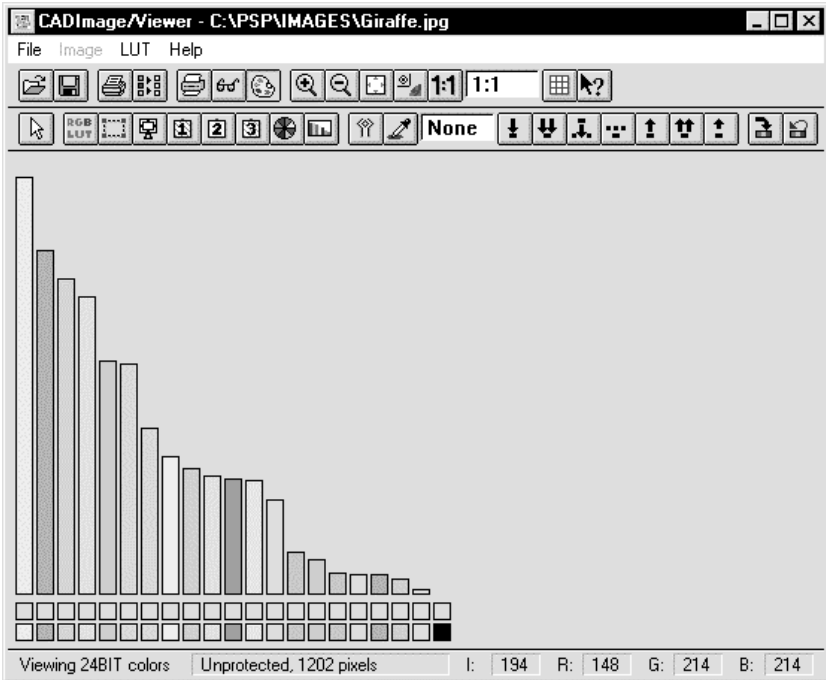 CADImage/Viewer - C:\PSP\IMAGES\Giraffe.jpg
File Image LUT Help
1:1 1:1
RGB LUT 1 2 3 None
Viewing 24BIT colors Unprotected, 1202 pixels I: 194 R: 148 G: 214 B: 214